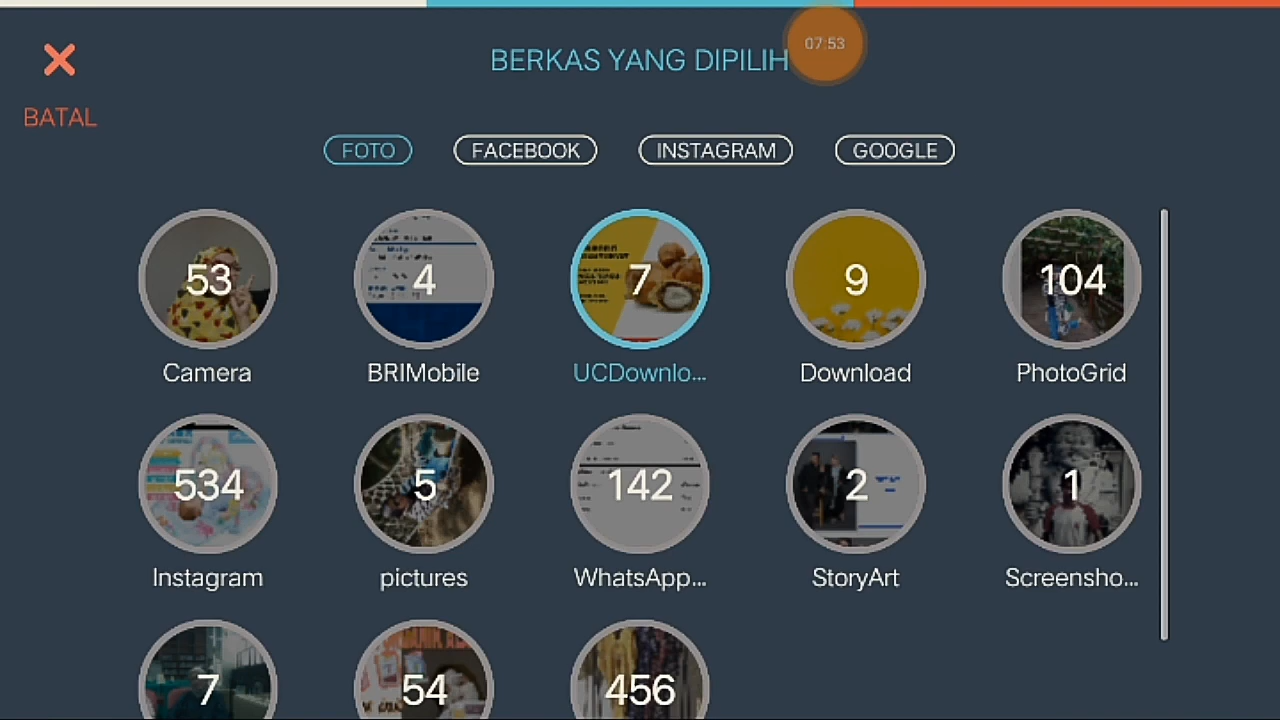 BERKAS YANG DIPILIH
07:53
BATAL
FOTO FACEBOOK INSTAGRAM GOOGLE
53 4 7 9 104
Camera BRIMobile UCDownlo... Download PhotoGrid
534 5 142 2 1
Instagram pictures WhatsApp... StoryArt Screensho...
7 54 456